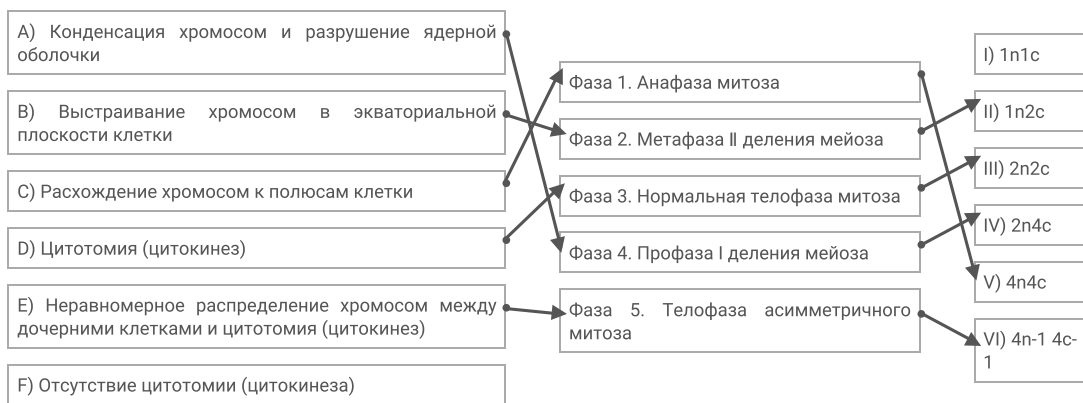 A) Конденсация хромосом и разрушение ядерной
оболочки
B) Выстраивание хромосом в экваториальной
плоскости клетки
C) Расхождение хромосом к полюсам клетки
D) Цитотомия (цитокинез)
E) Неравномерное распределение хромосом между
дочерними клетками и цитотомия (цитокинез)
F) Отсутствие цитотомии (цитокинеза)
Фаза 1. Анафаза митоза
Фаза 2. Метафаза II деления мейоза
Фаза 3. Нормальная телофаза митоза
Фаза 4. Профаза I деления мейоза
Фаза 5. Телофаза асимметричного
митоза
I) 1n1c
II) 1n2c
III) 2n2c
IV) 2n4c
V) 4n4c
VI) 4n-1 4c-
1